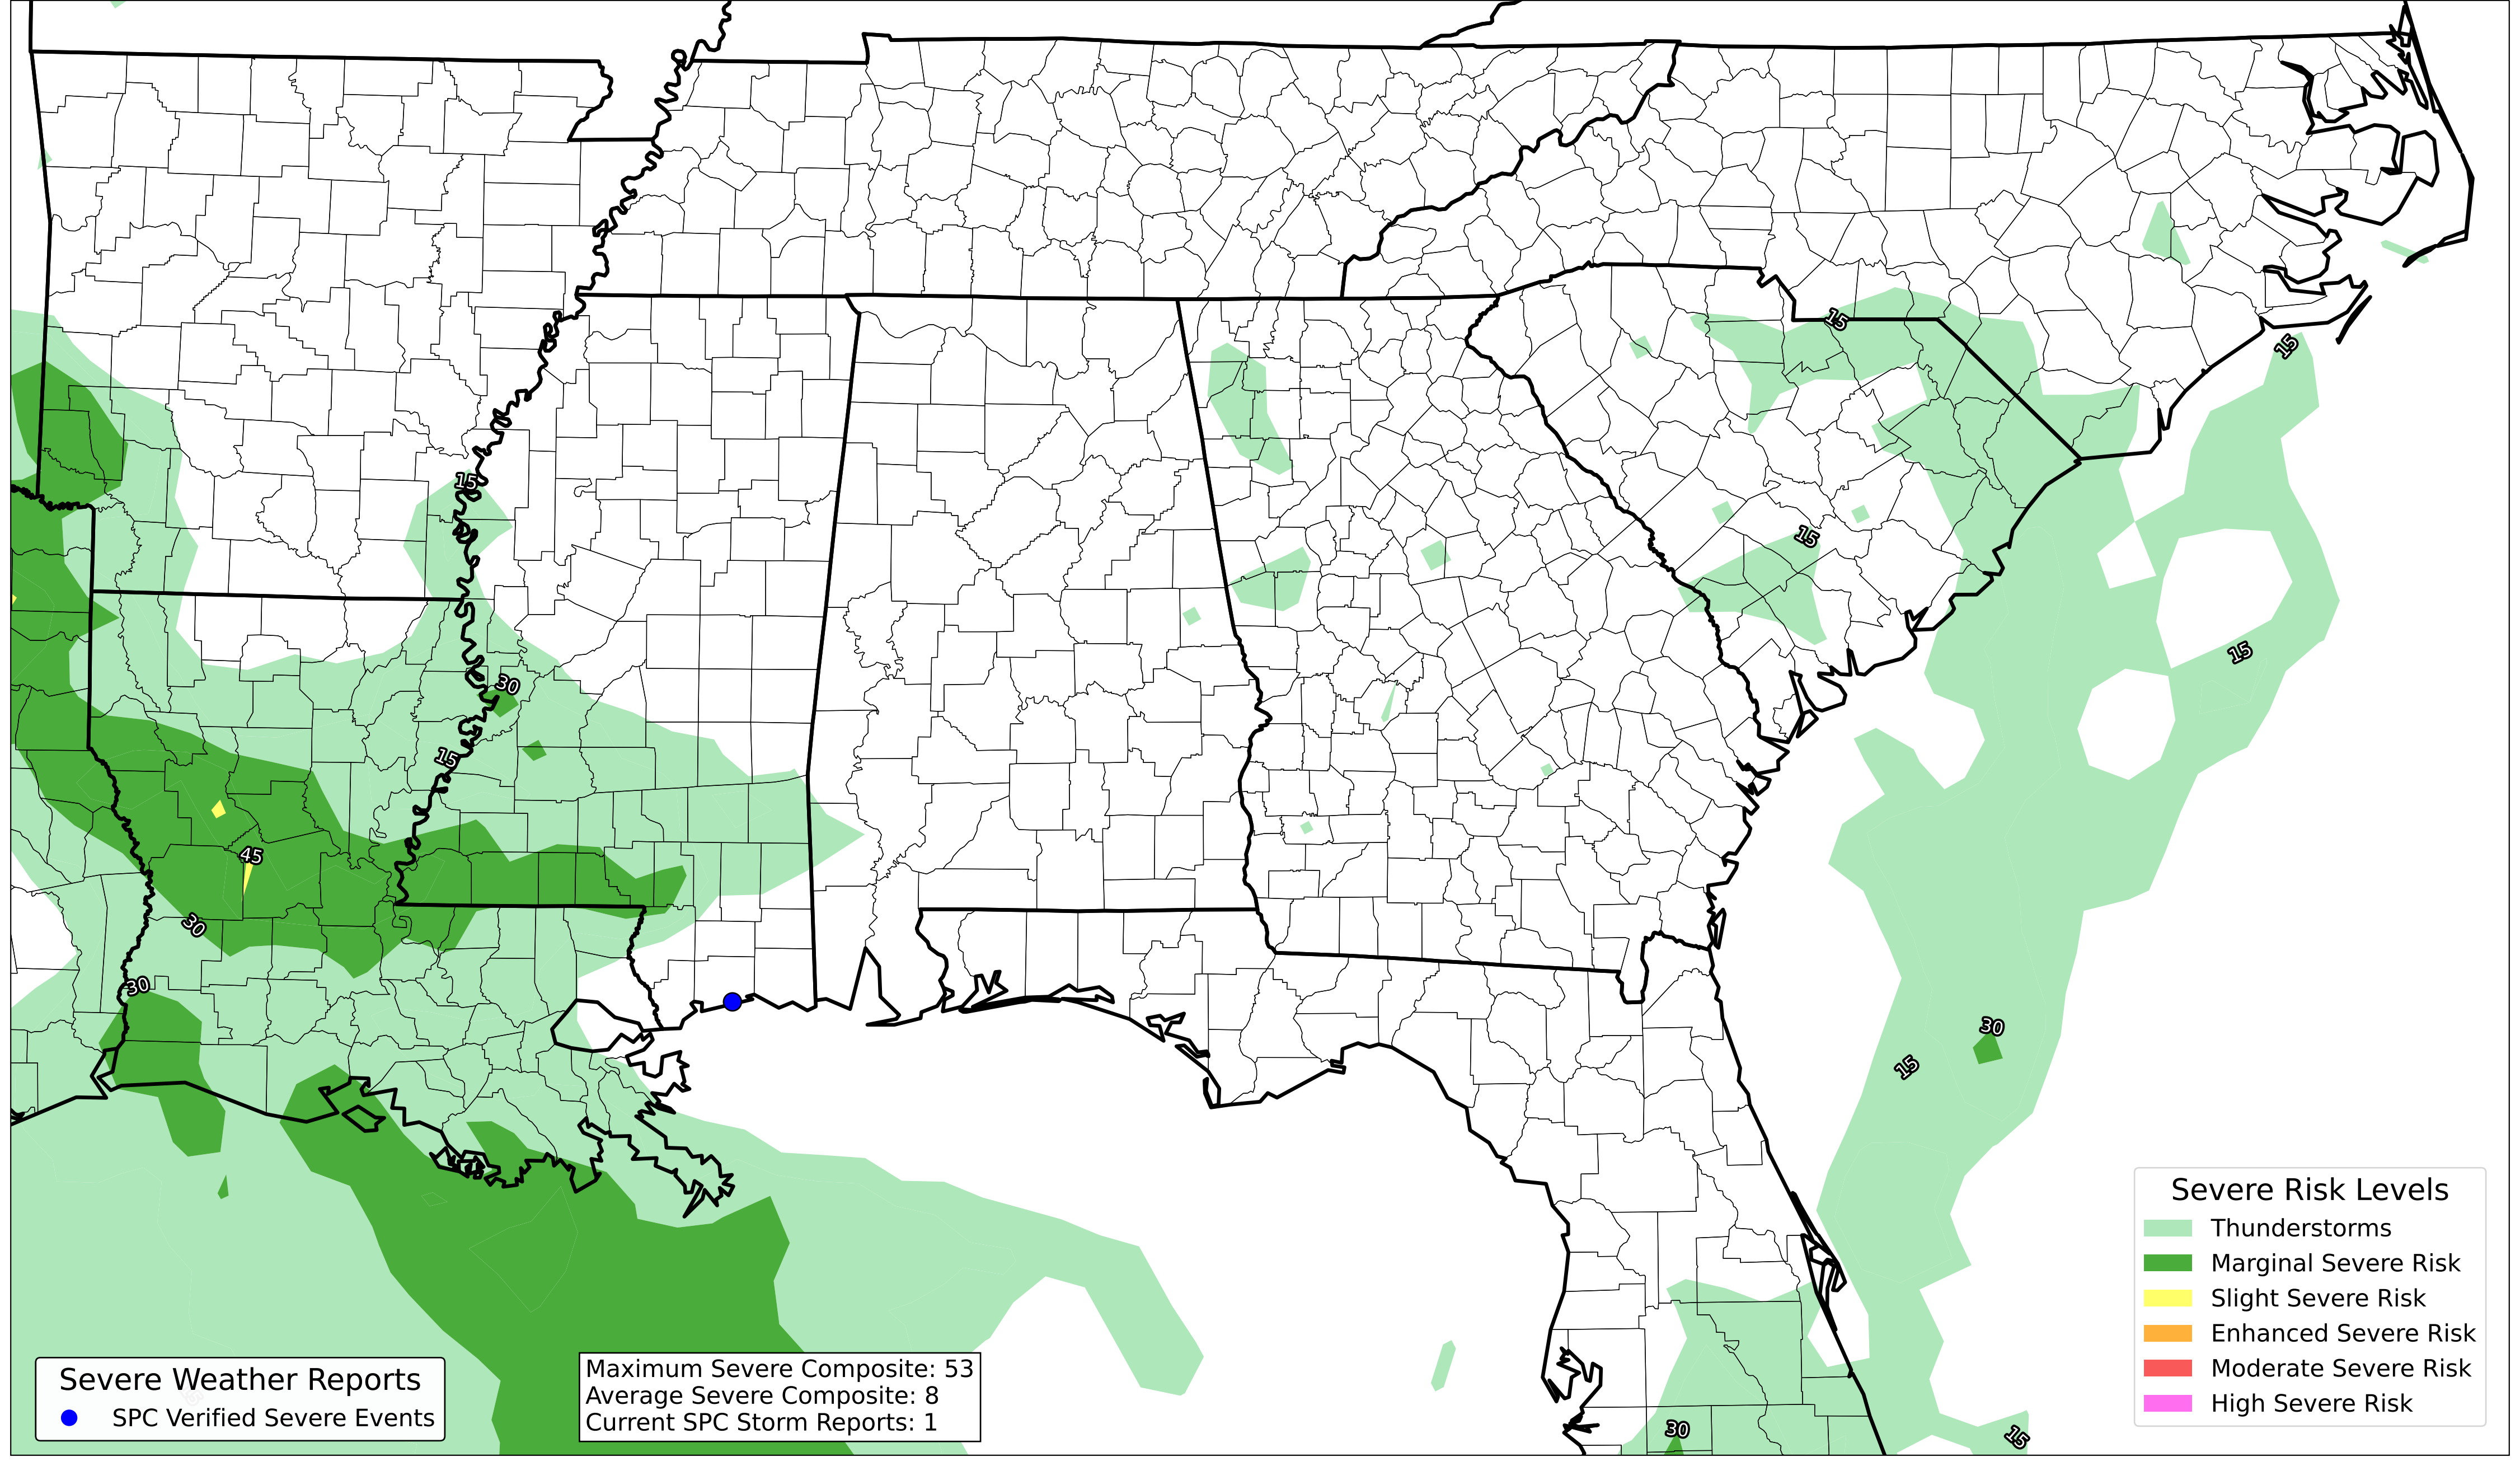 15
15
15
15
15
30
15
45
30
30
30
15
30
15
Severe Weather Reports
SPC Verified Severe Events
Maximum Severe Composite: 53
Average Severe Composite: 8
Current SPC Storm Reports: 1
Severe Risk Levels
Thunderstorms
Marginal Severe Risk
Slight Severe Risk
Enhanced Severe Risk
Moderate Severe Risk
High Severe Risk